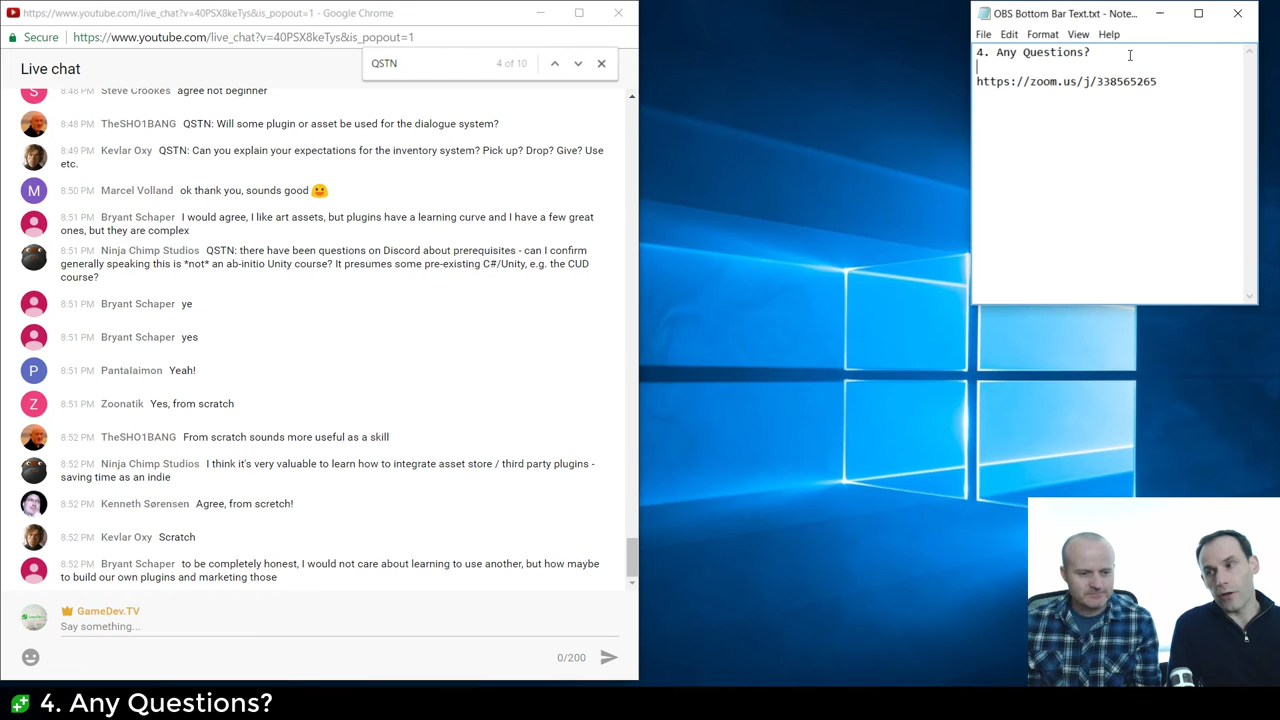 https://www.youtube.com/live_chat?v=40PSX8keTys&is_popout=1 - Google Chrome
Secure https://www.youtube.com/live_chat?v=40PSX8keTys&is_popout=1
QSTN 4 of 10
Live chat
8:48 PM Steve Crookes agree not beginner
8:48 PM TheSHO1BANG QSTN: Will some plugin or asset be used for the dialogue system?
8:49 PM Kevlar Oxy QSTN: Can you explain your expectations for the inventory system? Pick up? Drop? Give? Use
etc.
8:50 PM Marcel Volland ok thank you, sounds good
8:51 PM Bryant Schaper I would agree, I like art assets, but plugins have a learning curve and I have a few great
ones, but they are complex
8:51 PM Ninja Chimp Studios QSTN: there have been questions on Discord about prerequisites - can I confirm
generally speaking this is *not* an ab-initio Unity course? It presumes some pre-existing C#/Unity, e.g. the CUD
course?
8:51 PM Bryant Schaper ye
8:51 PM Bryant Schaper yes
8:51 PM Pantalaimon Yeah!
8:51 PM Zoonatik Yes, from scratch
8:52 PM TheSHO1BANG From scratch sounds more useful as a skill
8:52 PM Ninja Chimp Studios I think it's very valuable to learn how to integrate asset store / third party plugins -
saving time as an indie
8:52 PM Kenneth Sørensen Agree, from scretch!
8:52 PM Kevlar Oxy Scratch
8:52 PM Bryant Schaper to be completely honest, I would not care about learning to use another, but how maybe
to build our own plugins and marketing those
GameDev.TV
Say something...
0/200
OBS Bottom Bar Text.txt - Note...
File Edit Format View Help
4. Any Questions?
https://zoom.us/j/338565265
4. Any Questions?